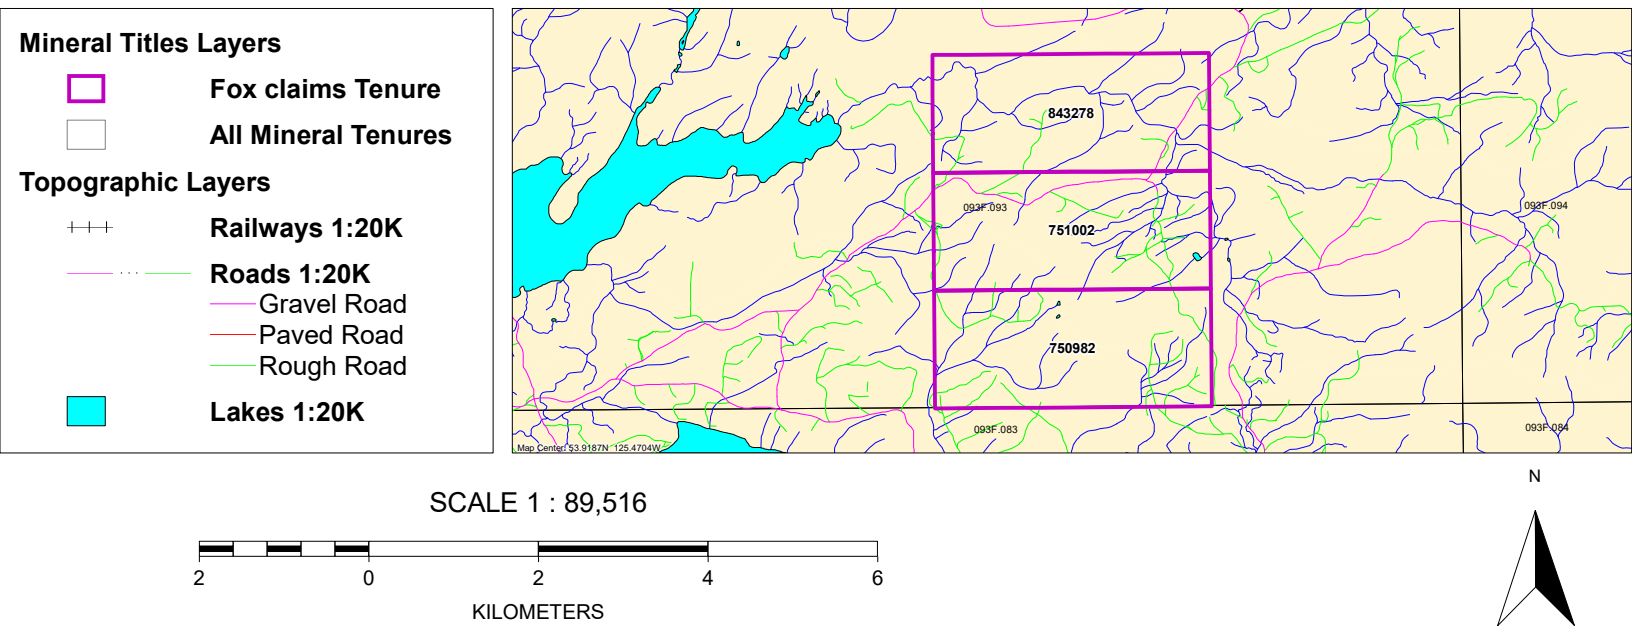 Mineral Titles Layers
Fox claims Tenure
All Mineral Tenures
Topographic Layers
Railways 1:20K
Roads 1:20K
Gravel Road
Paved Road
Rough Road
Lakes 1:20K
843278
093F.093
093F.094
751002
750982
093F.083
093F.084
Map Center: 53.9187N 125.4704W
SCALE 1 : 89,516
2 0 2 4 6
KILOMETERS
N